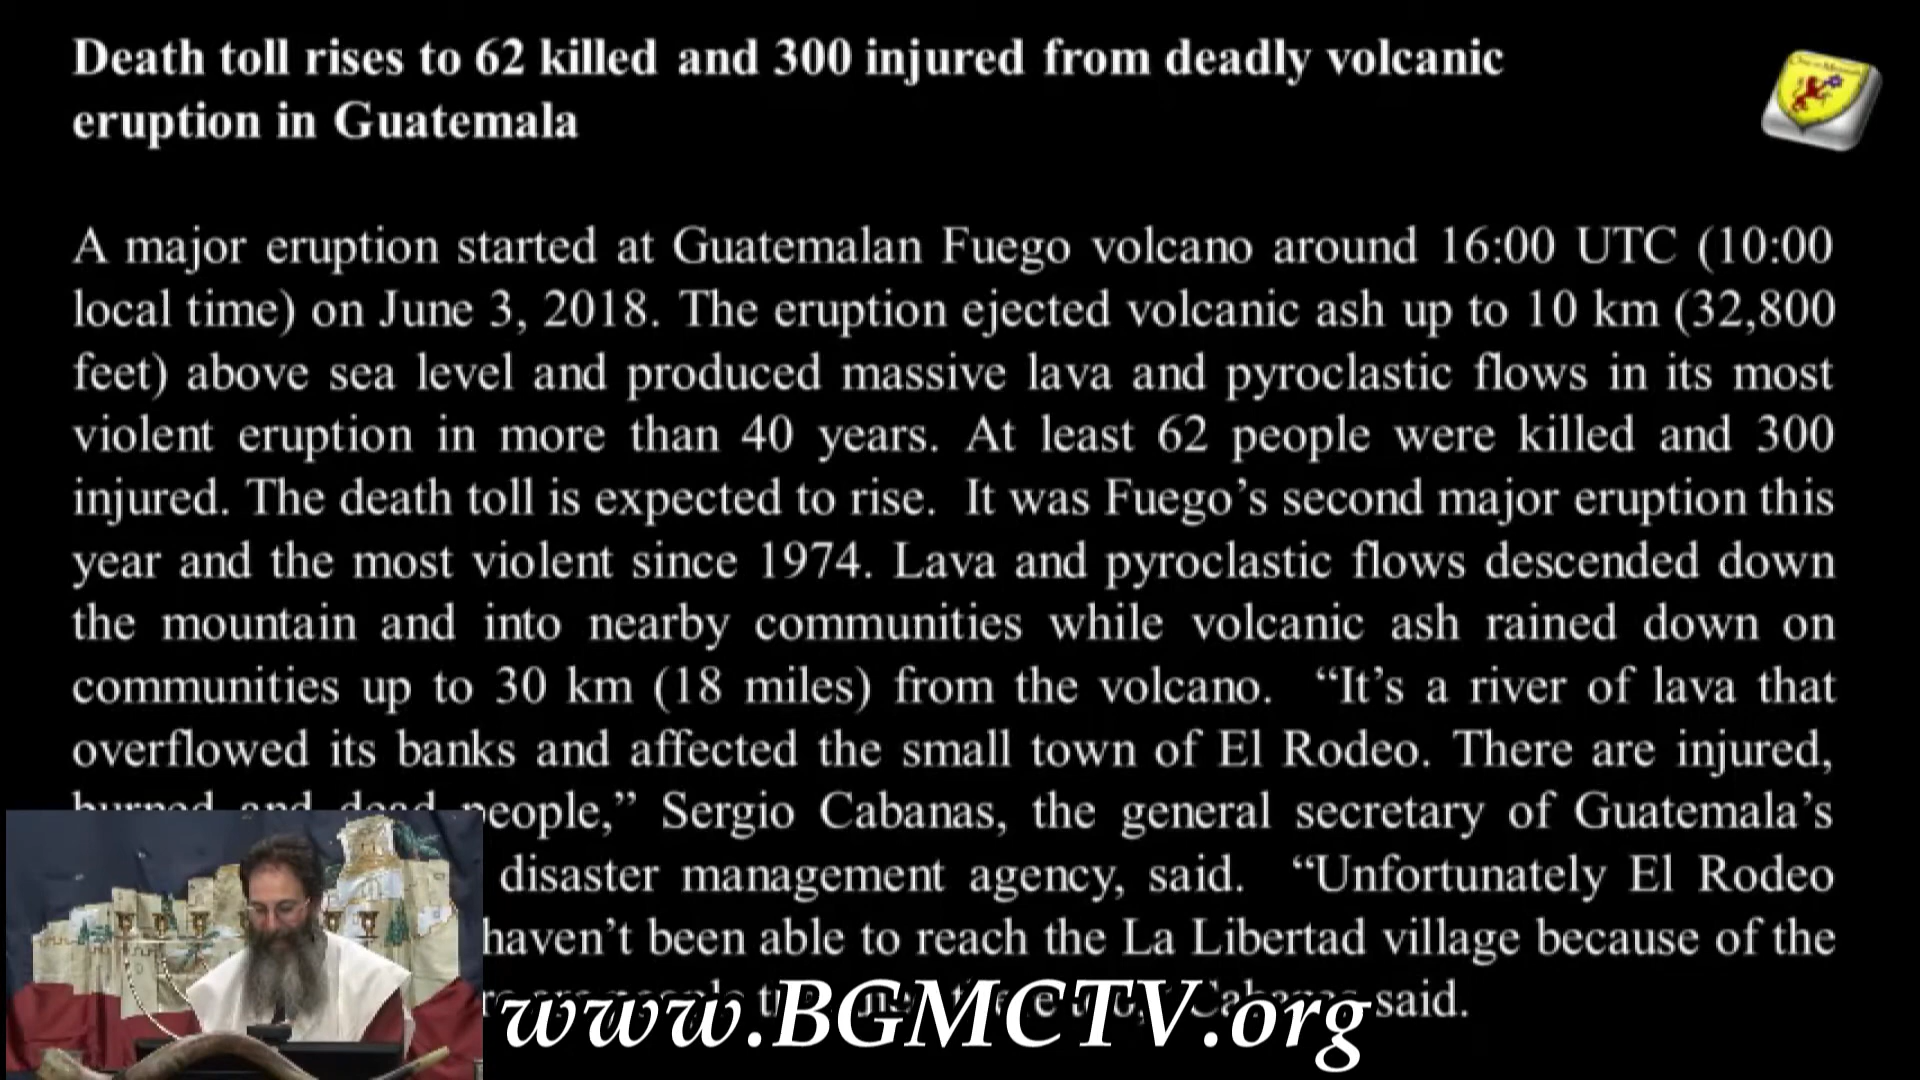 Death toll rises to 62 killed and 300 injured from deadly volcanic
eruption in Guatemala
A major eruption started at Guatemalan Fuego volcano around 16:00 UTC (10:00
local time) on June 3, 2018. The eruption ejected volcanic ash up to 10 km (32,800
feet) above sea level and produced massive lava and pyroclastic flows in its most
violent eruption in more than 40 years. At least 62 people were killed and 300
injured. The death toll is expected to rise.  It was Fuego’s second major eruption this
year and the most violent since 1974. Lava and pyroclastic flows descended down
the mountain and into nearby communities while volcanic ash rained down on
communities up to 30 km (18 miles) from the volcano.  “It’s a river of lava that
overflowed its banks and affected the small town of El Rodeo. There are injured,
burned and dead people,” Sergio Cabanas, the general secretary of Guatemala’s
disaster management agency, said.  “Unfortunately El Rodeo
haven’t been able to reach the La Libertad village because of the
said.
www.BGMCTV.org